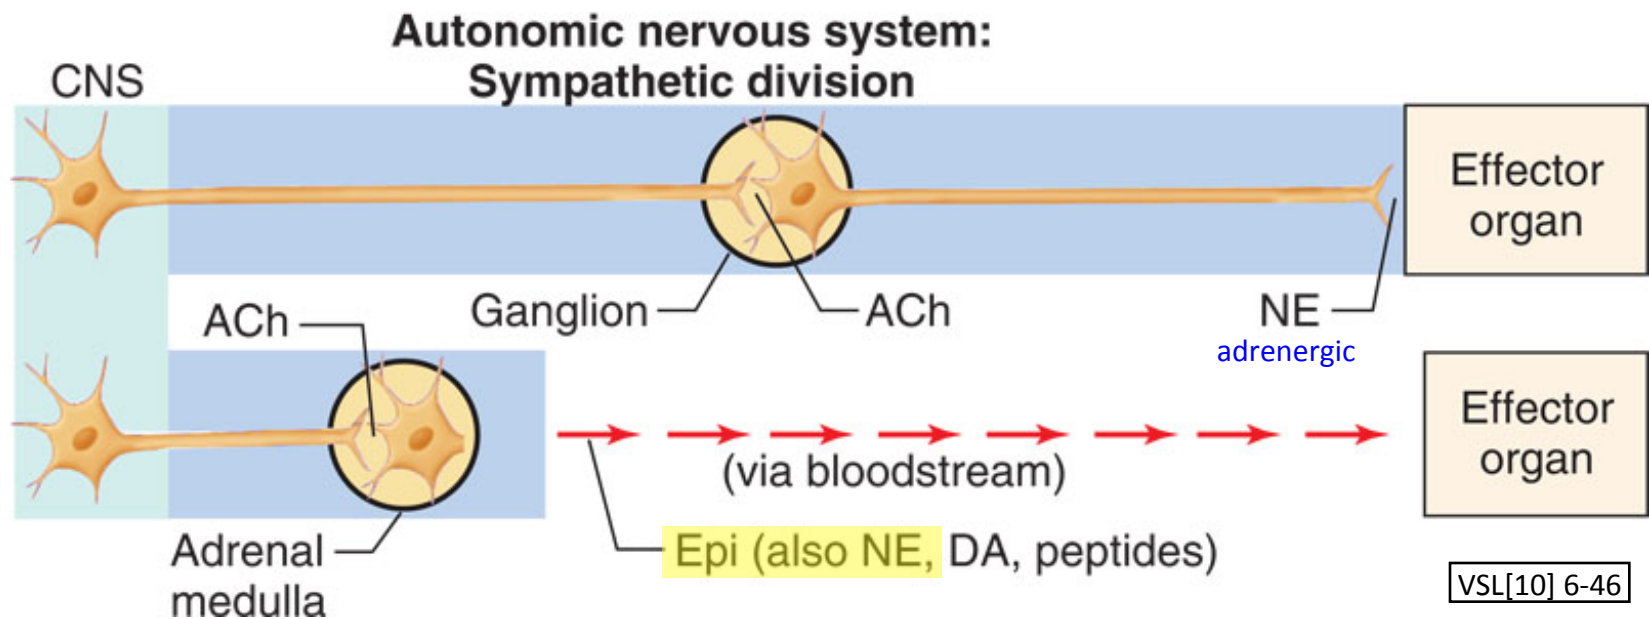 Autonomic nervous system:
Sympathetic division
CNS
Effector
organ
Ganglion
ACh
NE
adrenergic
ACh
Effector
organ
(via bloodstream)
Adrenal
medulla
Epi (also NE, DA, peptides)
VSL[10] 6-46